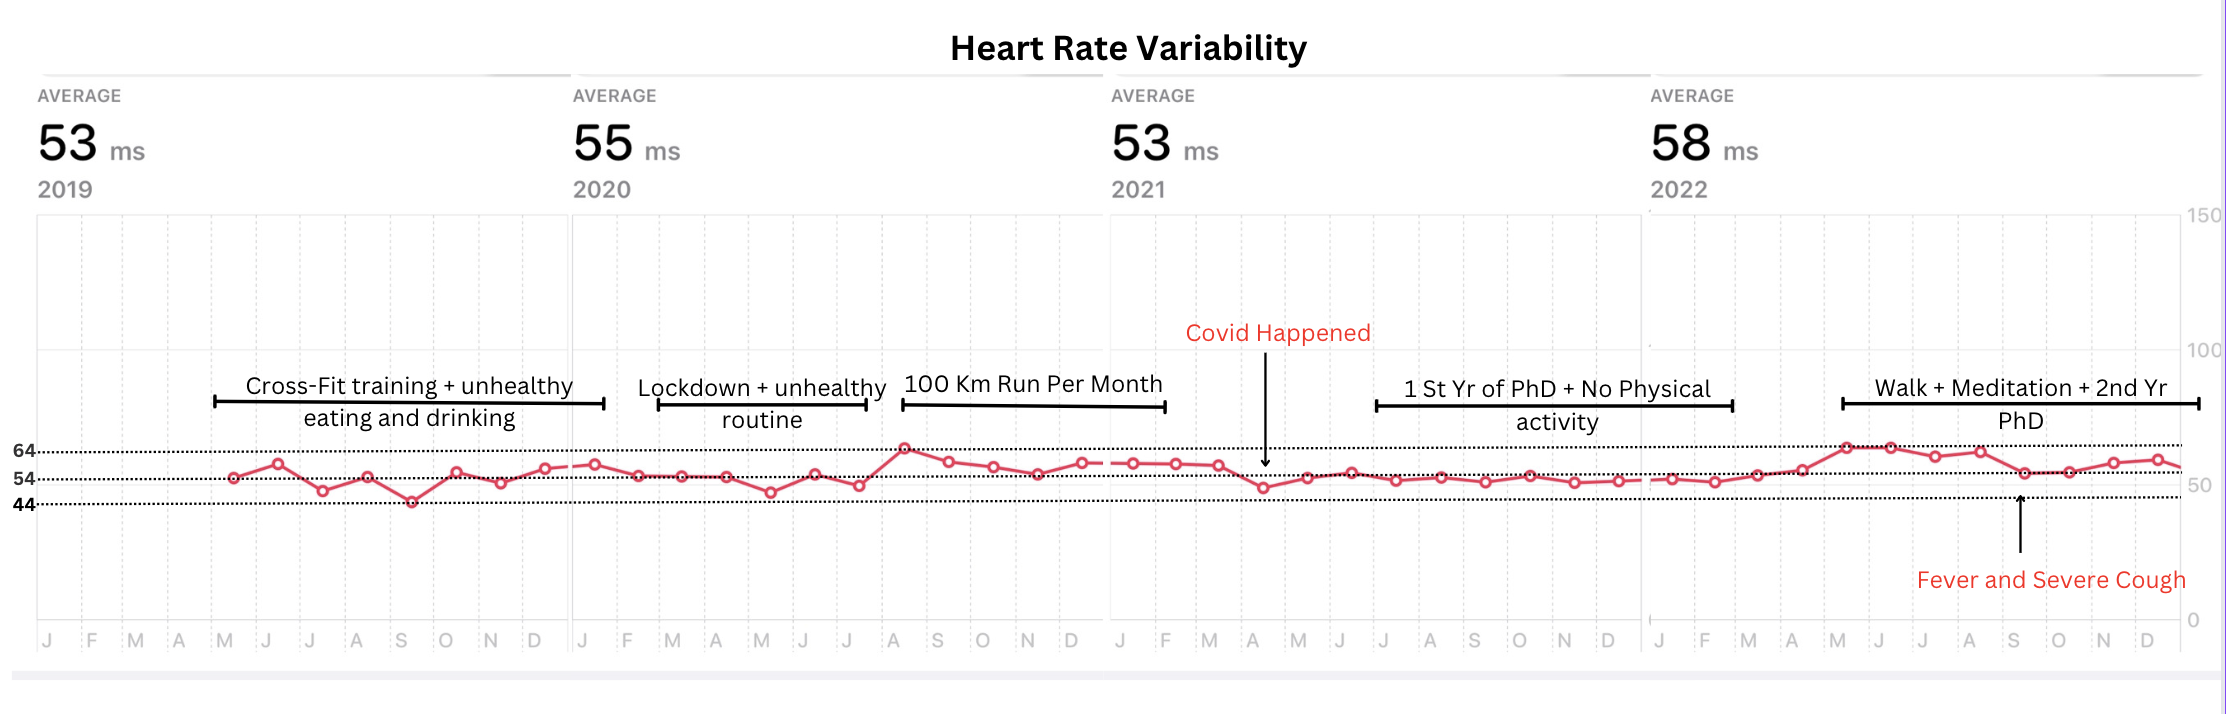 Heart Rate Variability
AVERAGE AVERAGE AVERAGE AVERAGE
53 ms 55 ms 53 ms 58 ms
2019 2020 2021 2022
150
Covid Happened
100
Cross-Fit training + unhealthy
eating and drinking
Lockdown + unhealthy
routine
100 Km Run Per Month
1 St Yr of PhD + No Physical
activity
Walk + Meditation + 2nd Yr
PhD
64
54
50
44
Fever and Severe Cough
0
J F M A M J J A S O N D J F M A M J J A S O N D J F M A M J J A S O N D J F M A M J J A S O N D